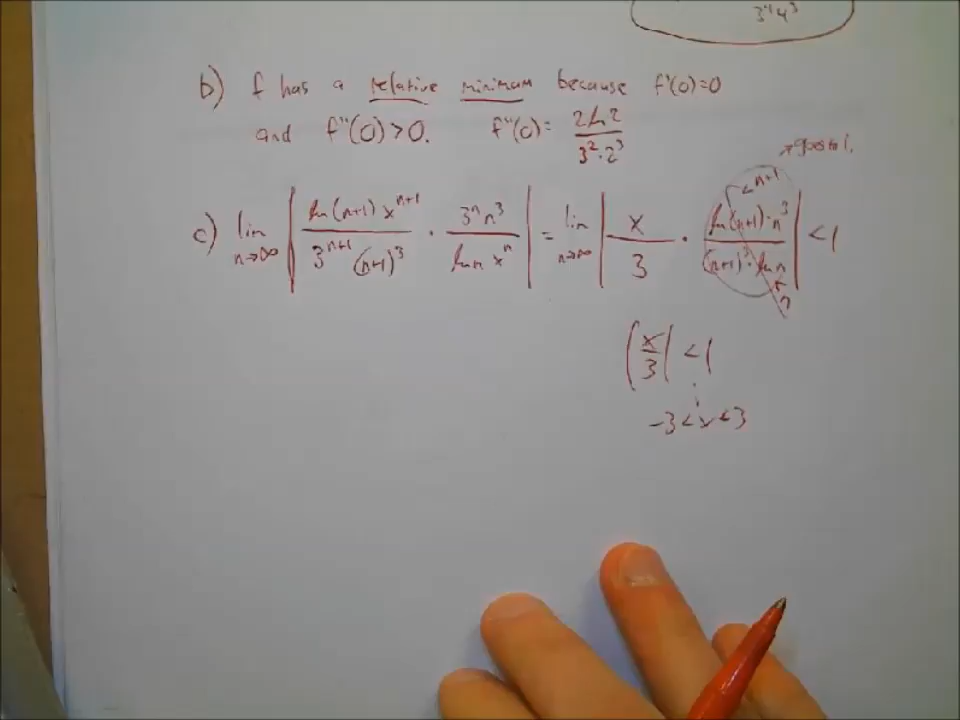 3⁴4³
b) f has a relative minimum because f'(0)=0
and f''(0)>0. f''(0)= 2ln2 / 3²·2³
→goes to 1.
c) lim n→∞ | ln(n+1) x^(n+1) / 3^(n+1) (n+1)³ · 3ⁿn³ / ln n xⁿ | = lim n→∞ | x / 3 · ln(n+1)·n³ / (n+1)³·ln n | <1
|x/3| <1
-3<x<3